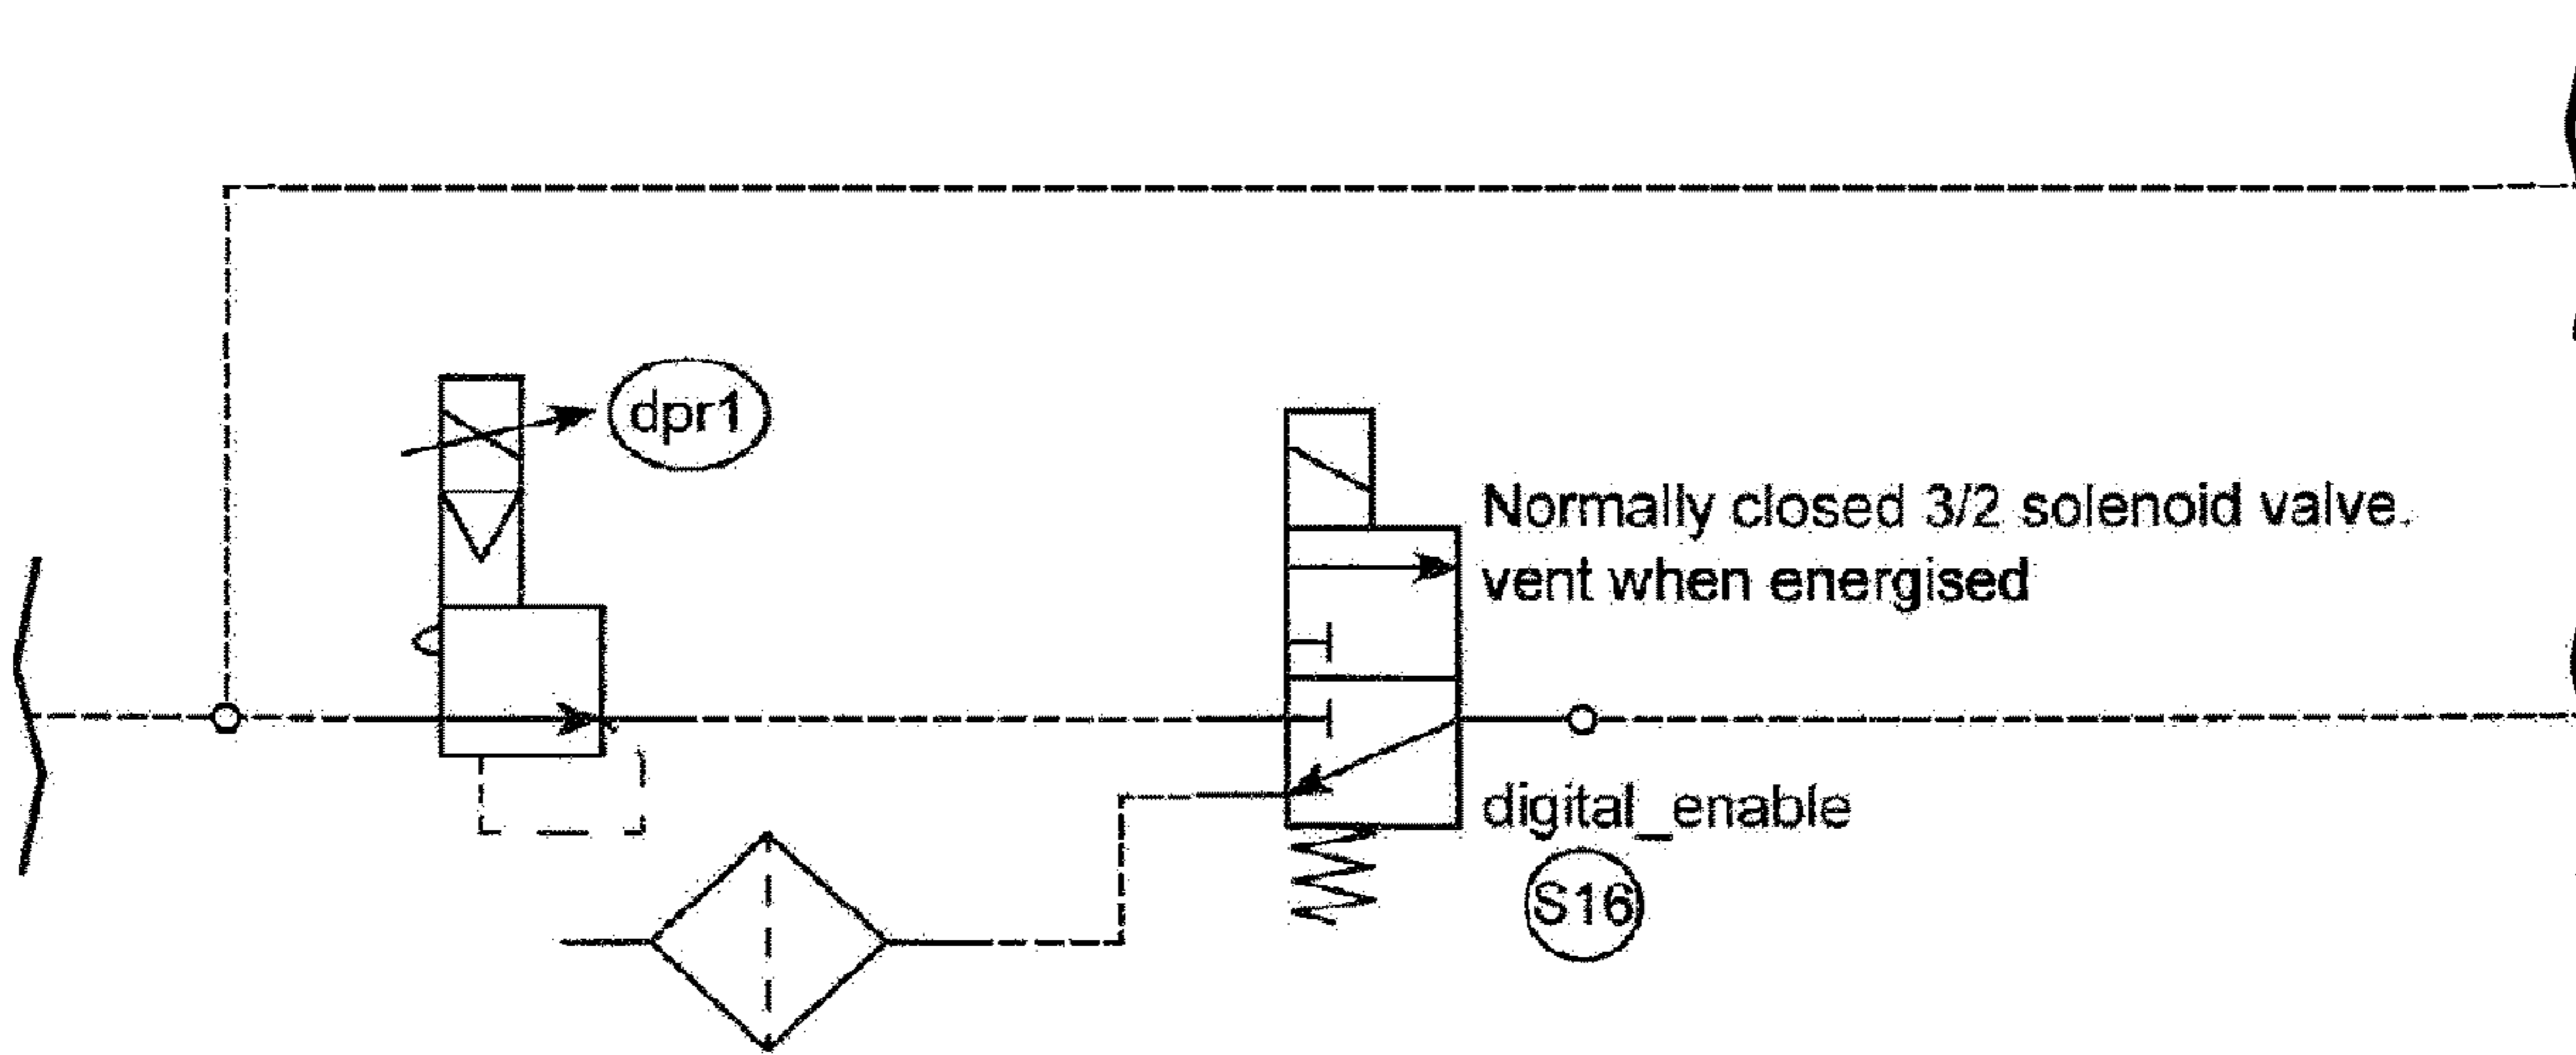 dpr1
Normally closed 3/2 solenoid valve.
vent when energised
digital_enable
S16